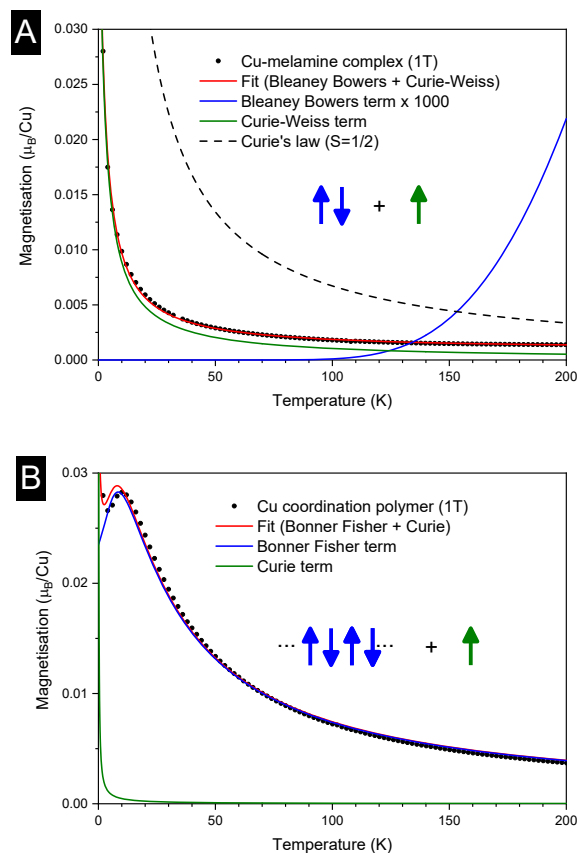 A
0.030
Cu-melamine complex (1T)
Fit (Bleaney Bowers + Curie-Weiss)
0.025
Bleaney Bowers term x 1000
Curie-Weiss term
Curie's law (S=1/2)
0.020
Magnetisation (μB/Cu)
0.015
+
0.010
0.005
0.000
0 50 100 150 200
Temperature (K)
B
0.03
Cu coordination polymer (1T)
Fit (Bonner Fisher + Curie)
Bonner Fisher term
Curie term
0.02
Magnetisation (μB/Cu)
... ... +
0.01
0.00
0 50 100 150 200
Temperature (K)